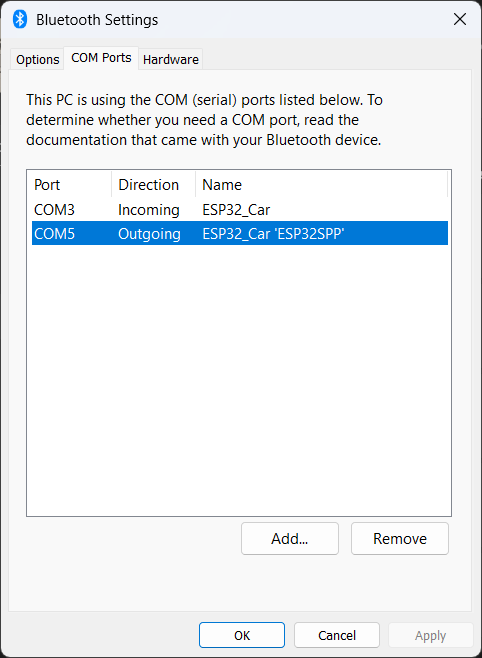 Bluetooth Settings
Options COM Ports Hardware
This PC is using the COM (serial) ports listed below. To
determine whether you need a COM port, read the
documentation that came with your Bluetooth device.
Port Direction Name
COM3 Incoming ESP32_Car
COM5 Outgoing ESP32_Car 'ESP32SPP'
Add... Remove
OK Cancel Apply